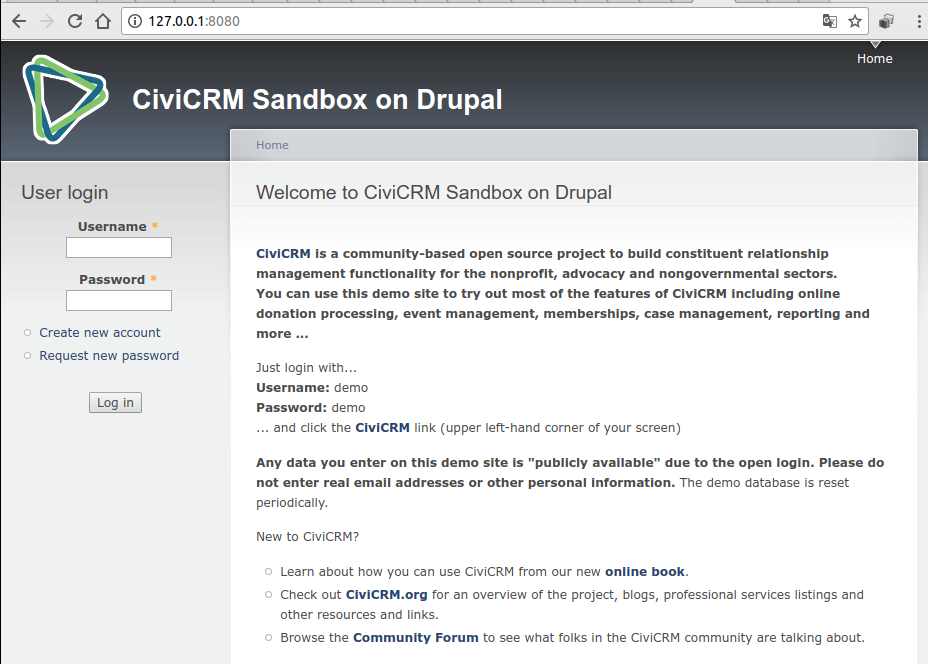 127.0.0.1:8080
Home
CiviCRM Sandbox on Drupal
Home
User login
Username *
Password *
Create new account
Request new password
Log in
Welcome to CiviCRM Sandbox on Drupal
CiviCRM is a community-based open source project to build constituent relationship
management functionality for the nonprofit, advocacy and nongovernmental sectors.
You can use this demo site to try out most of the features of CiviCRM including online
donation processing, event management, memberships, case management, reporting and
more ...
Just login with...
Username: demo
Password: demo
... and click the CiviCRM link (upper left-hand corner of your screen)
Any data you enter on this demo site is "publicly available" due to the open login. Please do
not enter real email addresses or other personal information. The demo database is reset
periodically.
New to CiviCRM?
Learn about how you can use CiviCRM from our new online book.
Check out CiviCRM.org for an overview of the project, blogs, professional services listings and
other resources and links.
Browse the Community Forum to see what folks in the CiviCRM community are talking about.